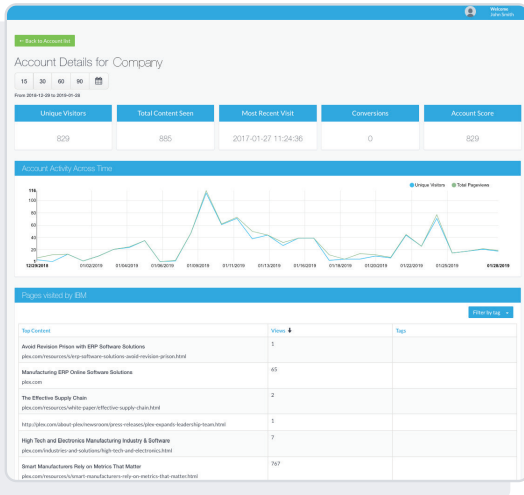 Welcome
John Smith
← Back to Account list
Account Details for Company
15 30 60 90
From 2018-12-29 to 2019-01-28
Unique Visitors Total Content Seen Most Recent Visit Conversions Account Score
829 885 2017-01-27 11:24:36 0 829
Account Activity Across Time
Unique Visitors Total Pageviews
116
100
80
60
40
20
1
12/29/2018 01/02/2019 01/04/2019 01/06/2019 01/09/2019 01/11/2019 01/13/2019 01/16/2019 01/18/2019 01/20/2019 01/22/2019 01/25/2019 01/28/2019
Pages visited by IBM
Filter by tag
Top Content Views Tags
Avoid Revision Prison with ERP Software Solutions 1
plex.com/resources/s/erp-software-solutions-avoid-revision-prison.html
Manufacturing ERP Online Software Solutions 65
plex.com
The Effective Supply Chain 2
plex.com/resources/white-paper/effective-supply-chain.html
http://plex.com/about-plex/newsroom/press-releases/plex-expands-leadership-team.html 1
High Tech and Electronics Manufacturing Industry & Software 7
plex.com/industries-and-solutions/high-tech-and-electronics.html
Smart Manufacturers Rely on Metrics That Matter 767
plex.com/resources/s/smart-manufacturers-rely-on-metrics-that-matter.html